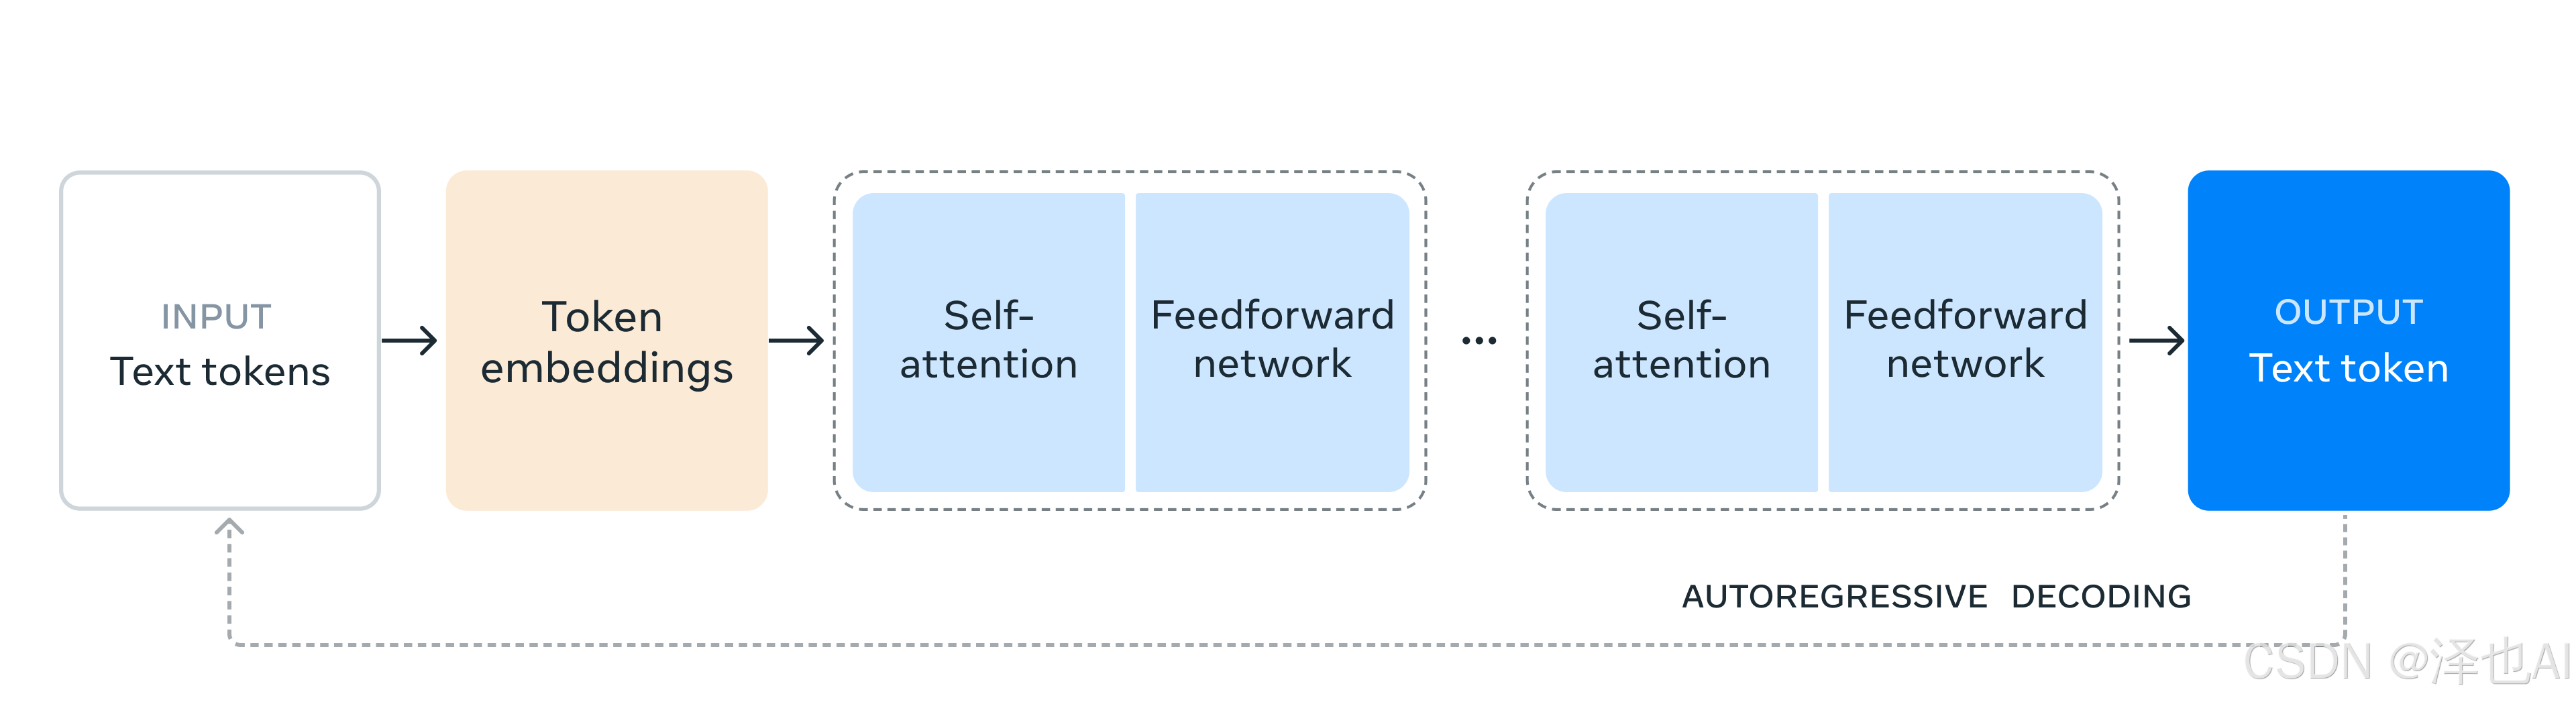 INPUT
Text tokens
Token
embeddings
Self-
attention
Feedforward
network
...
Self-
attention
Feedforward
network
OUTPUT
Text token
AUTOREGRESSIVE DECODING
CSDN @泽也AI